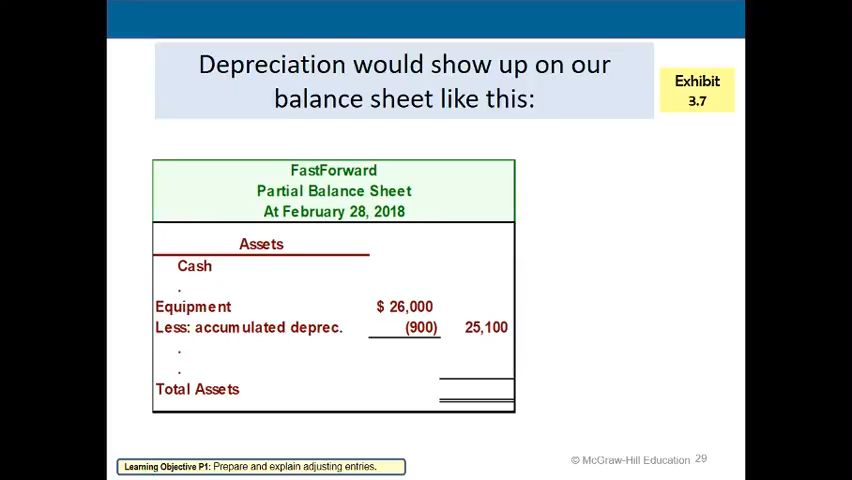 Depreciation would show up on our
balance sheet like this:
Exhibit
3.7
FastForward
Partial Balance Sheet
At February 28, 2018
Assets
Cash
.
Equipment $ 26,000
Less: accumulated deprec. (900) 25,100
.
.
Total Assets
Learning Objective P1: Prepare and explain adjusting entries.
© McGraw-Hill Education 29